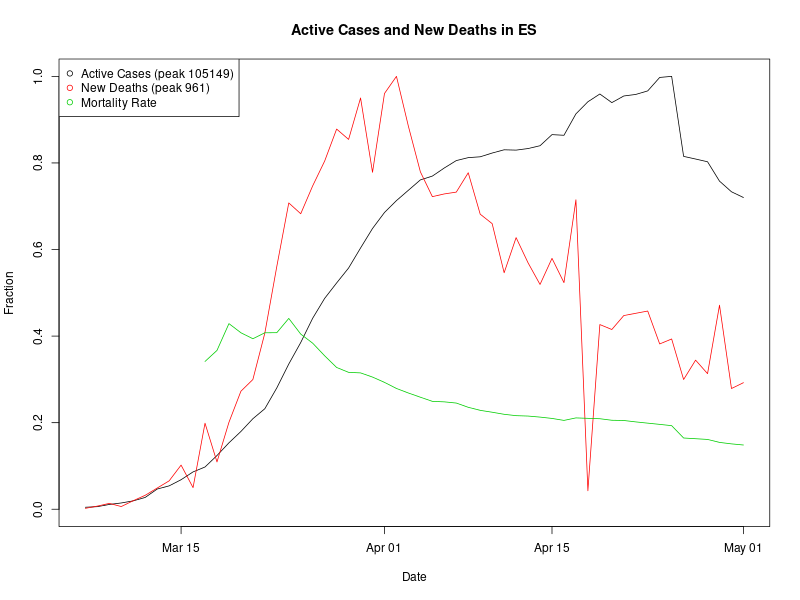 Active Cases and New Deaths in ES
Active Cases (peak 105149)
New Deaths (peak 961)
Mortality Rate
1.0
0.8
0.6
0.4
0.2
0.0
Fraction
Mar 15
Apr 01
Apr 15
May 01
Date